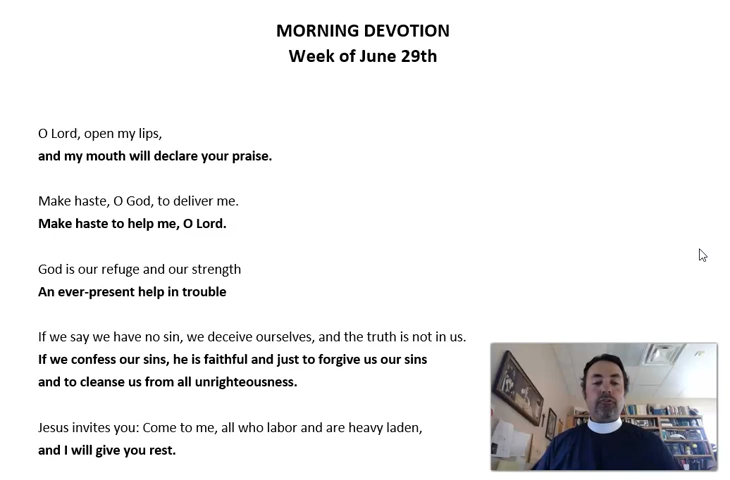 MORNING DEVOTION
Week of June 29th
O Lord, open my lips,
and my mouth will declare your praise.
Make haste, O God, to deliver me.
Make haste to help me, O Lord.
God is our refuge and our strength
An ever-present help in trouble
If we say we have no sin, we deceive ourselves, and the truth is not in us.
If we confess our sins, he is faithful and just to forgive us our sins
and to cleanse us from all unrighteousness.
Jesus invites you: Come to me, all who labor and are heavy laden,
and I will give you rest.